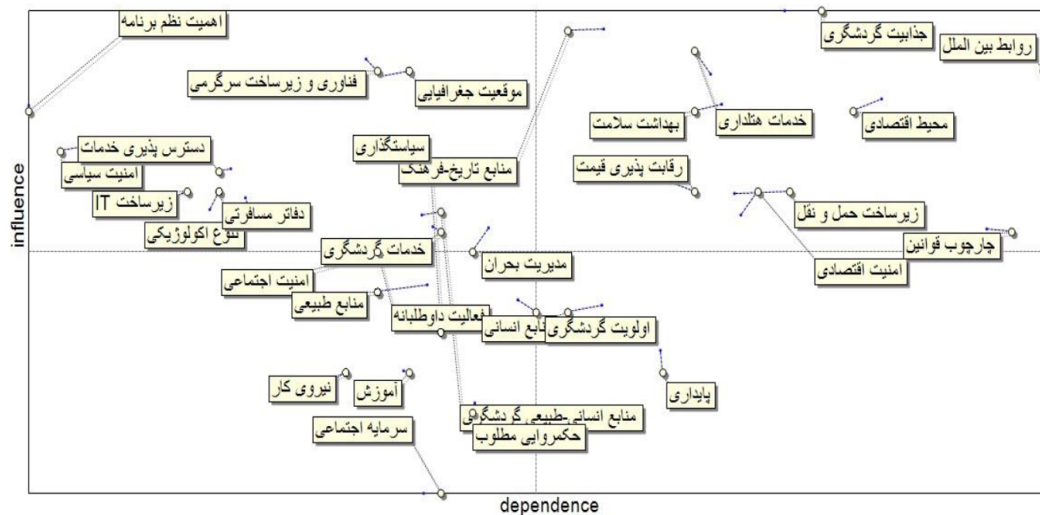 اهمیت نظم برنامه
جذابیت گردشگری
روابط بین الملل
فناوری و زیرساخت سرگرمی
موقعیت جغرافیایی
بهداشت سلامت
خدمات هتلداری
محیط اقتصادی
دسترس پذیری خدمات
سیاستگذاری
منابع تاریخ-فرهنگ
رقابت پذیری قیمت
امنیت سیاسی
زیرساخت IT
دفاتر مسافرتی
زیرساخت حمل و نقل
تنوع اکولوژیکی
خدمات گردشگری
مدیریت بحران
چارچوب قوانین
امنیت اقتصادی
امنیت اجتماعی
منابع طبیعی
فعالیت داوطلبانه
منابع انسانی
اولویت گردشگری
نیروی کار
آموزش
پایداری
منابع انسانی-طبیعی گردشگری
سرمایه اجتماعی
حکمروایی مطلوب
influence
dependence